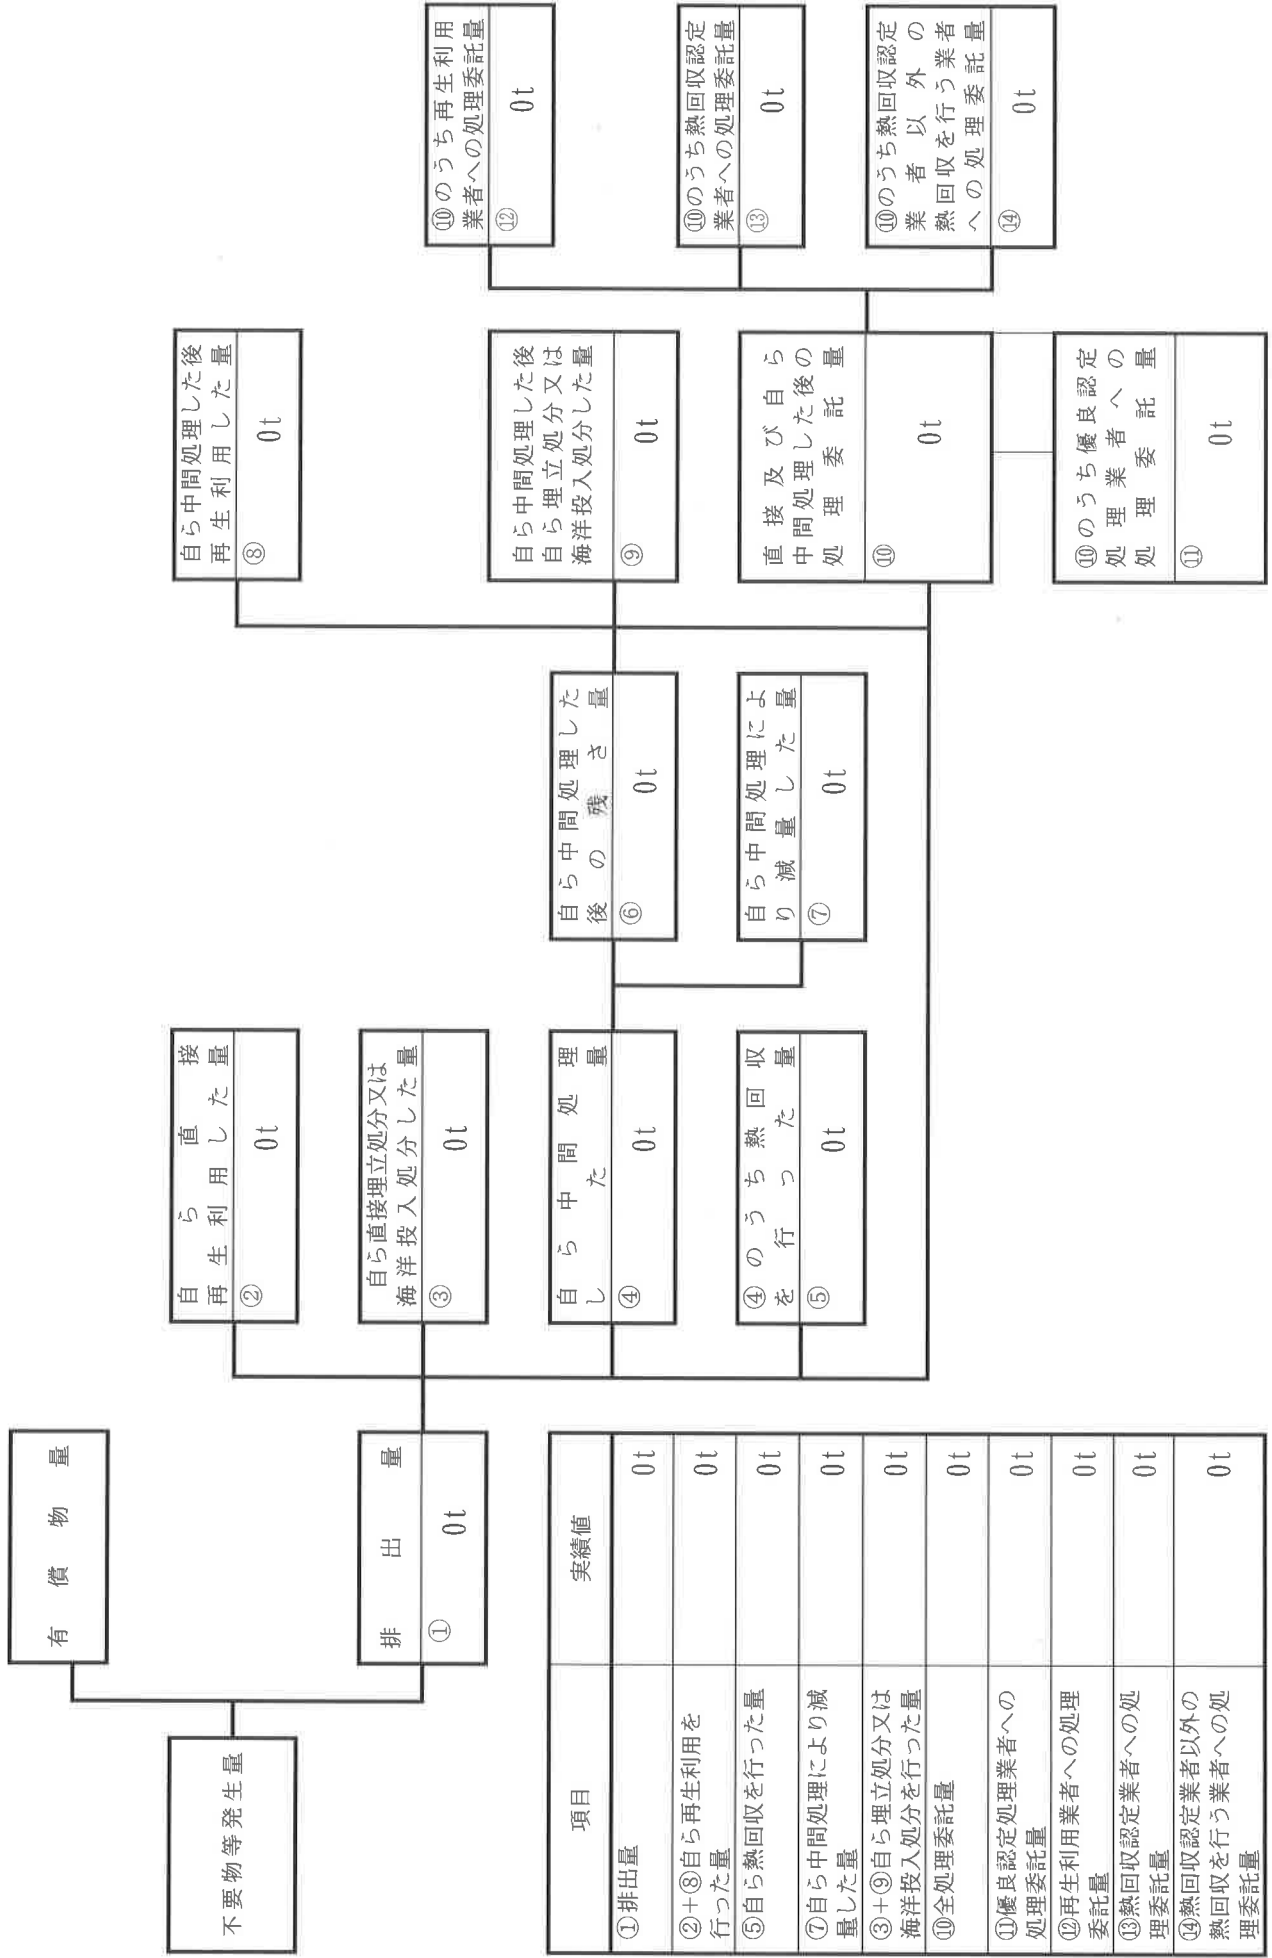 不要物等発生量
有償物量
排出量
①
0t
自ら直接
再生利用した量
②
0t
自ら直接埋立処分又は
海洋投入処分した量
③
0t
自ら中間処理
した量
④
0t
④のうち熱回収
を行った量
⑤
0t
自ら中間処理した
後の残さ量
⑥
0t
自ら中間処理によ
り減量した量
⑦
0t
自ら中間処理した後
再生利用した量
⑧
0t
自ら中間処理した後
自ら埋立処分又は
海洋投入処分した量
⑨
0t
直接及び自ら
中間処理した後の
処理委託量
⑩
0t
⑩のうち優良認定
処理業者への
処理委託量
⑪
0t
⑩のうち再生利用
業者への処理委託量
⑫
0t
⑩のうち熱回収認定
業者への処理委託量
⑬
0t
⑩のうち熱回収認定
業者以外の
熱回収を行う業者
への処理委託量
⑭
0t
項目
実績値
①排出量
0t
②+⑧自ら再生利用を
行った量
0t
⑤自ら熱回収を行った量
0t
⑦自ら中間処理により減
量した量
0t
③+⑨自ら埋立処分又は
海洋投入処分を行った量
0t
⑩全処理委託量
0t
⑪優良認定処理業者への
処理委託量
0t
⑫再生利用業者への処理
委託量
0t
⑬熱回収認定業者への処
理委託量
0t
⑭熱回収認定業者以外の
熱回収を行う業者への処
理委託量
0t